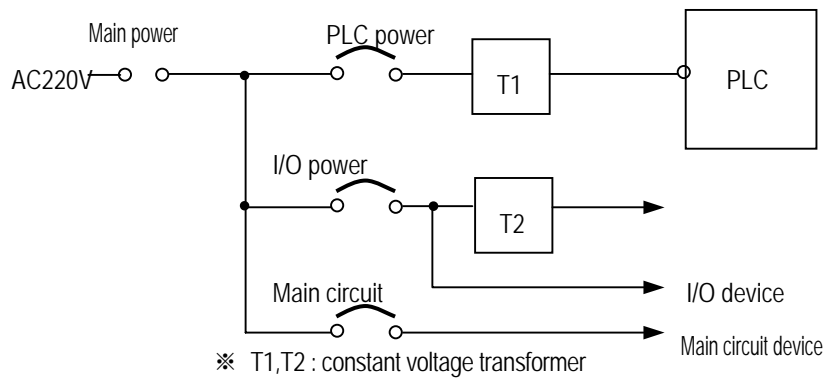 Main power
PLC power
AC220V
T1
PLC
I/O power
T2
I/O device
Main circuit
Main circuit device
※ T1,T2 : constant voltage transformer